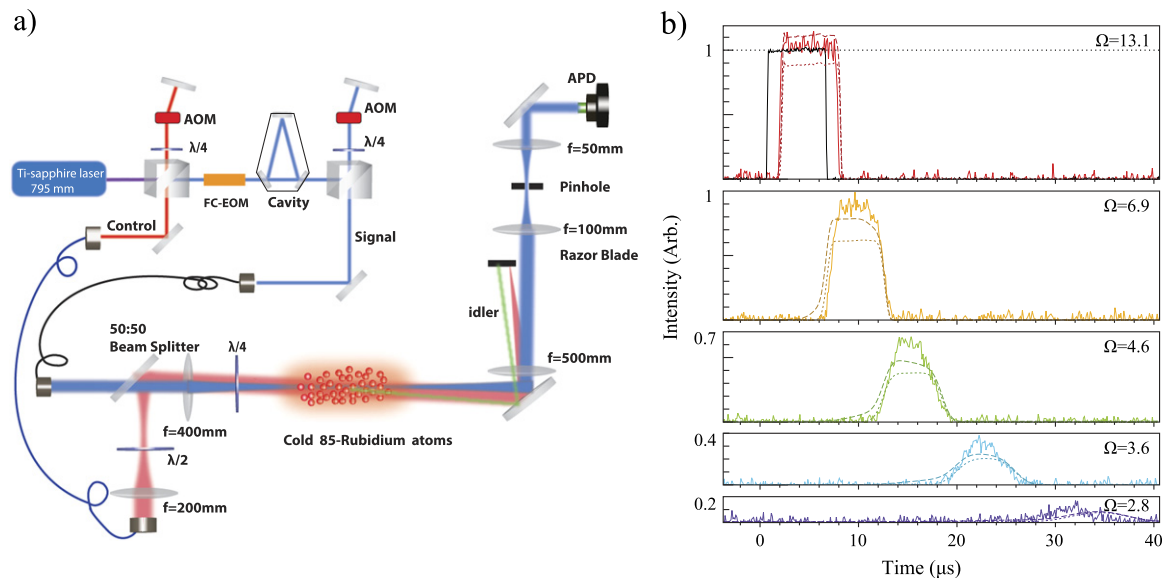 a)
AOM
λ/4
Ti-sapphire laser
795 mm
FC-EOM
Cavity
AOM
λ/4
Control
Signal
50:50
Beam Splitter
λ/4
f=400mm
λ/2
f=200mm
Cold 85-Rubidium atoms
APD
f=50mm
Pinhole
f=100mm
Razor Blade
idler
f=500mm
b)
1
Ω=13.1
1
Ω=6.9
0.7
Ω=4.6
0.4
Ω=3.6
0.2
Ω=2.8
Intensity (Arb.)
0 10 20 30 40
Time (μs)